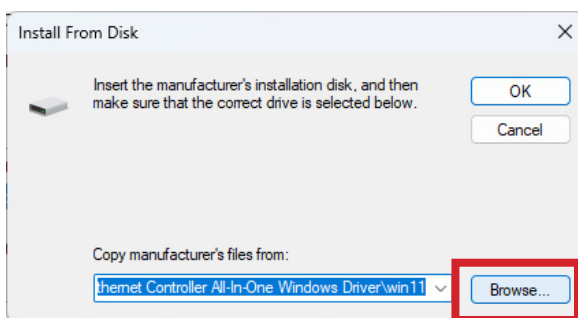 Install From Disk
Insert the manufacturer's installation disk, and then
make sure that the correct drive is selected below.
OK
Cancel
Copy manufacturer's files from:
thernet Controller All-In-One Windows Driver\win11
Browse...